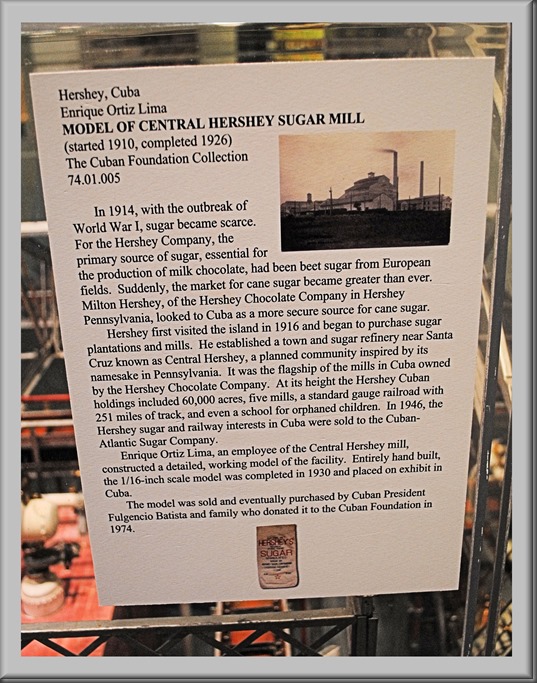 Hershey, Cuba
Enrique Ortiz Lima
MODEL OF CENTRAL HERSHEY SUGAR MILL
(started 1910, completed 1926)
The Cuban Foundation Collection
74.01.005
In 1914, with the outbreak of
World War I, sugar became scarce.
For the Hershey Company, the
primary source of sugar, essential for
the production of milk chocolate, had been beet sugar from European
fields. Suddenly, the market for cane sugar became greater than ever.
Milton Hershey, of the Hershey Chocolate Company in Hershey
Pennsylvania, looked to Cuba as a more secure source for cane sugar.
Hershey first visited the island in 1916 and began to purchase sugar
plantations and mills. He established a town and sugar refinery near Santa
Cruz known as Central Hershey, a planned community inspired by its
namesake in Pennsylvania. It was the flagship of the mills in Cuba owned
by the Hershey Chocolate Company. At its height the Hershey Cuban
holdings included 60,000 acres, five mills, a standard gauge railroad with
251 miles of track, and even a school for orphaned children. In 1946, the
Hershey sugar and railway interests in Cuba were sold to the Cuban-
Atlantic Sugar Company.
Enrique Ortiz Lima, an employee of the Central Hershey mill,
constructed a detailed, working model of the facility. Entirely hand built,
the 1/16-inch scale model was completed in 1930 and placed on exhibit in
Cuba.
The model was sold and eventually purchased by Cuban President
Fulgencio Batista and family who donated it to the Cuban Foundation in
1974.
HERSHEY'S
SUGAR